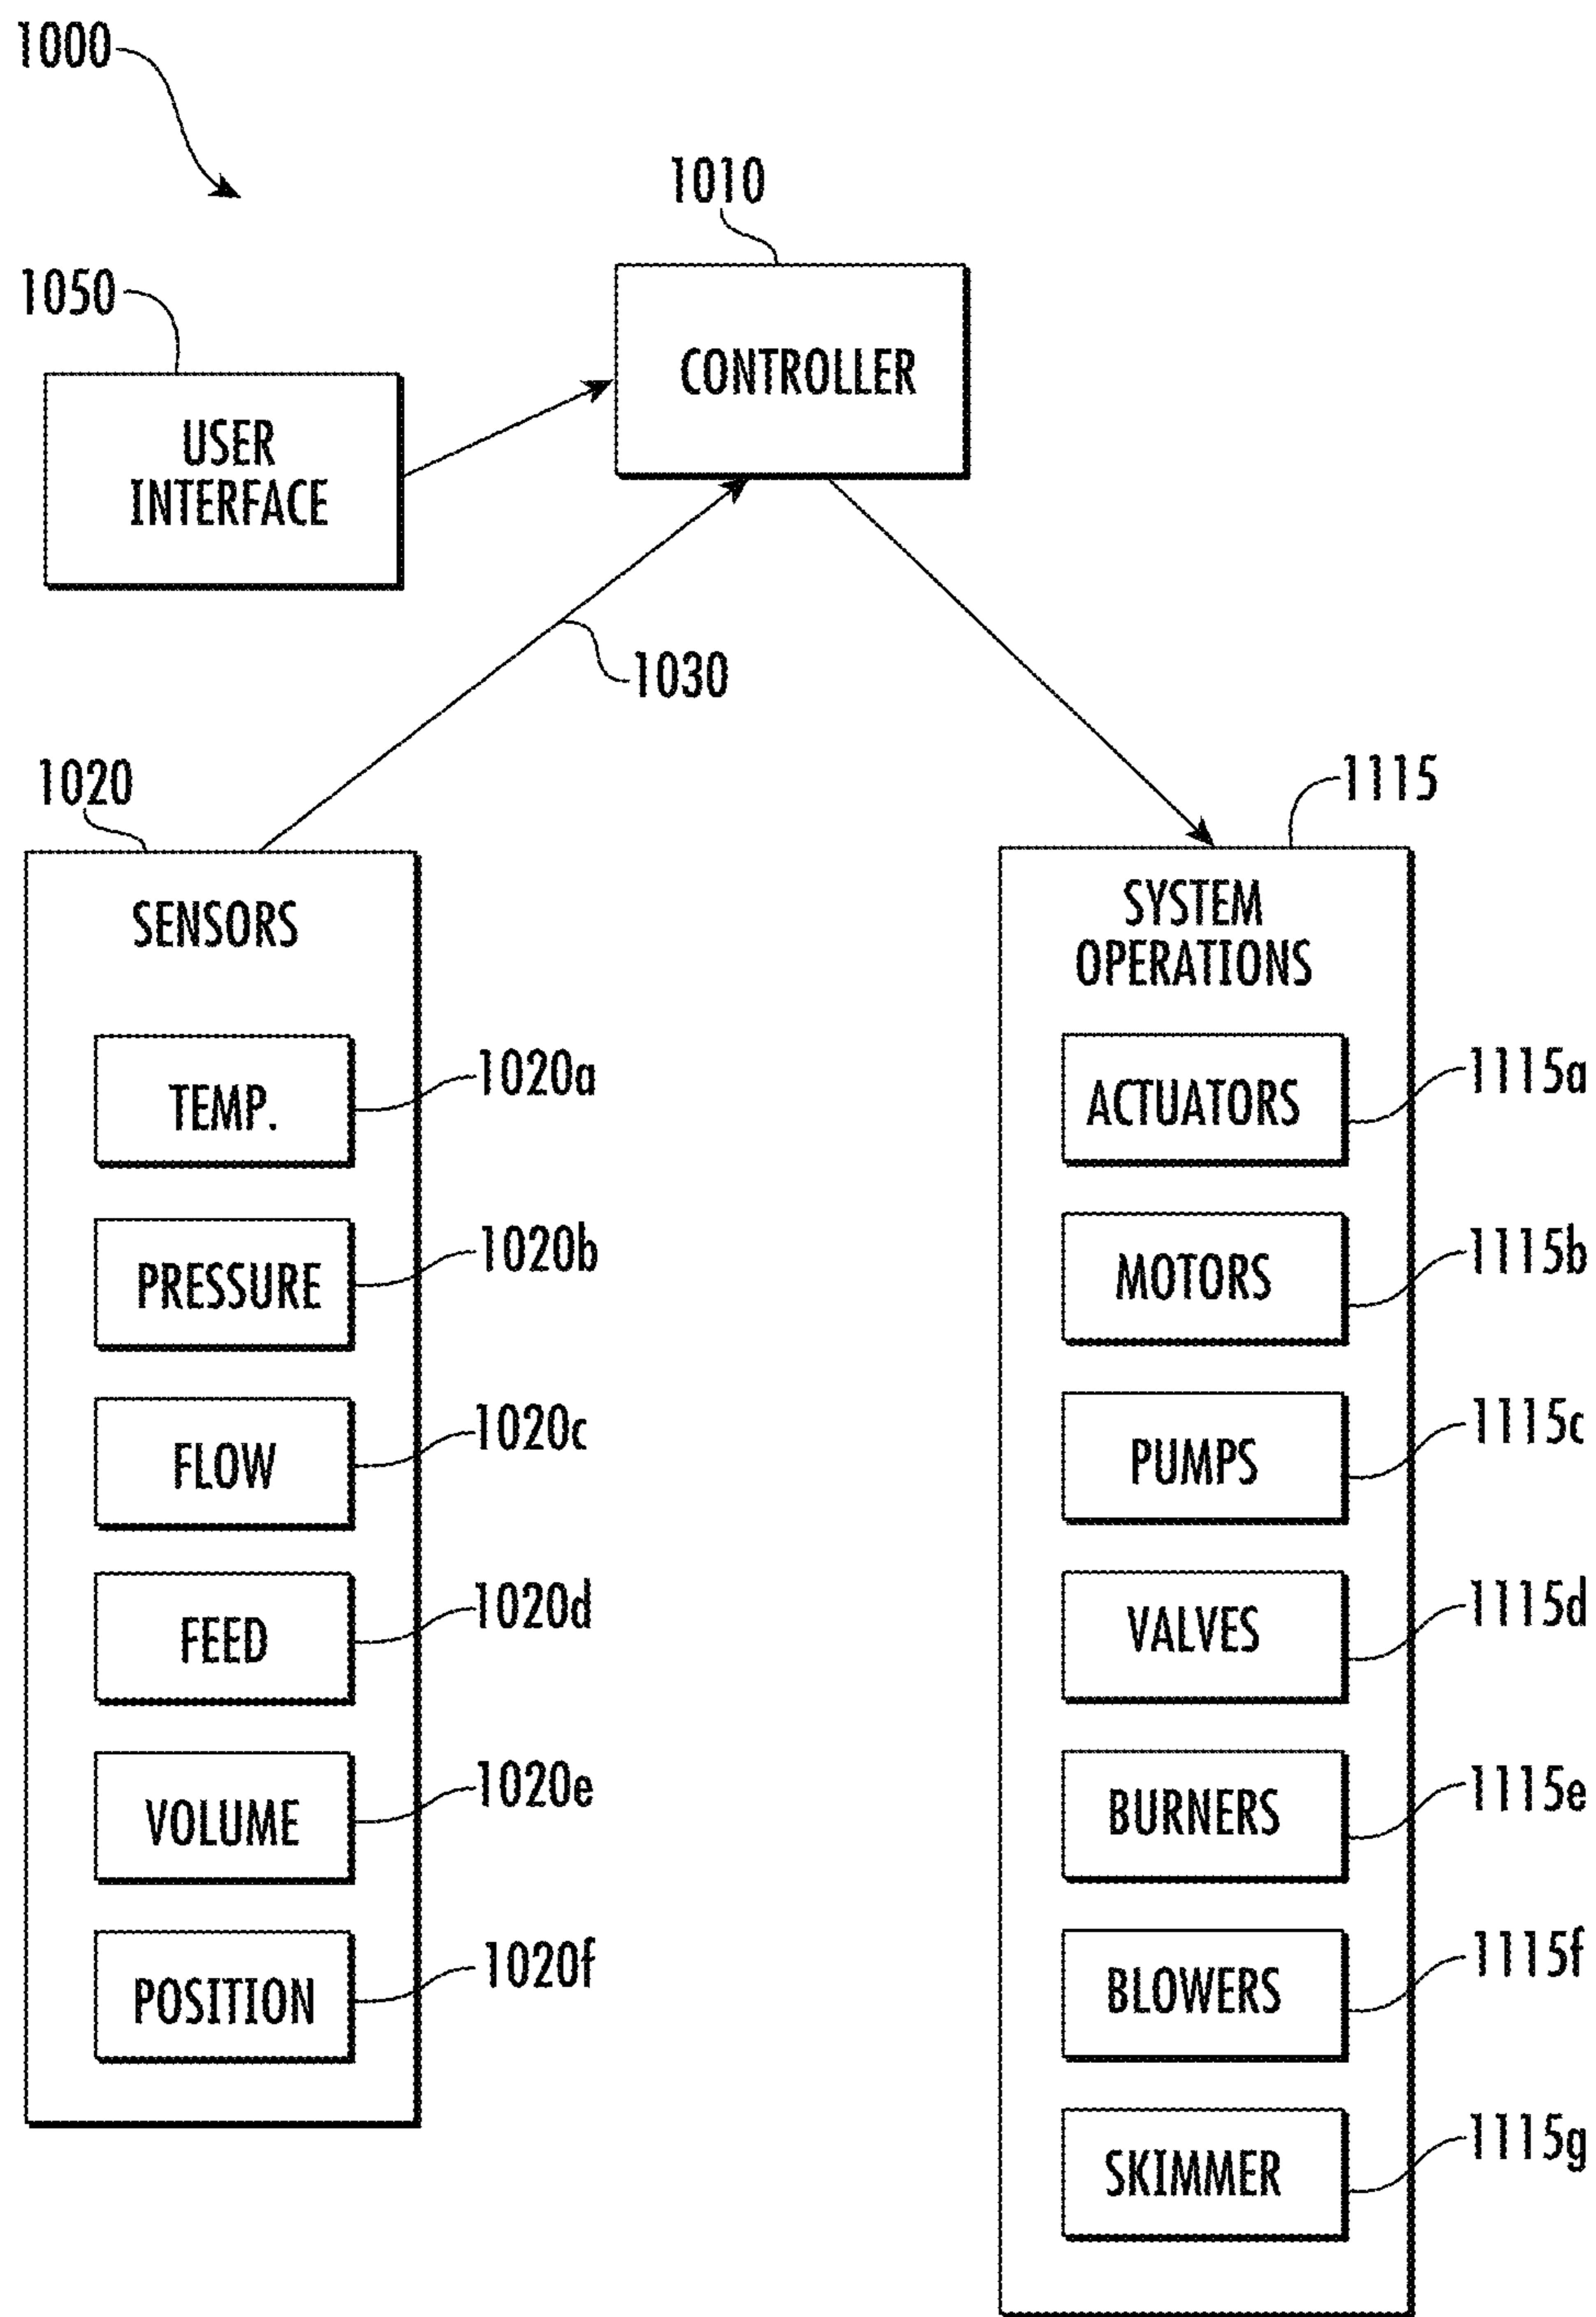 1000
1010
1050
CONTROLLER
USER
INTERFACE
1030
1020
1115
SENSORS
SYSTEM
OPERATIONS
TEMP.
1020a
ACTUATORS
1115a
PRESSURE
1020b
MOTORS
1115b
FLOW
1020c
PUMPS
1115c
FEED
1020d
VALVES
1115d
VOLUME
1020e
BURNERS
1115e
POSITION
1020f
BLOWERS
1115f
SKIMMER
1115g